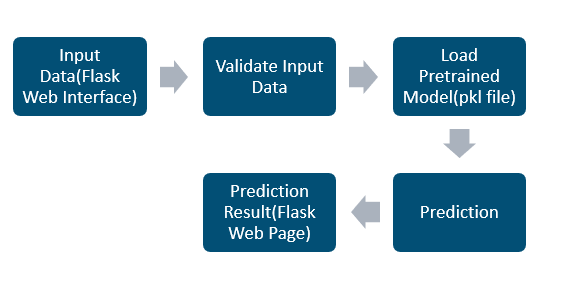 Input
Data(Flask
Web Interface)
Validate Input
Data
Load
Pretrained
Model(pkl file)
Prediction
Prediction
Result(Flask
Web Page)